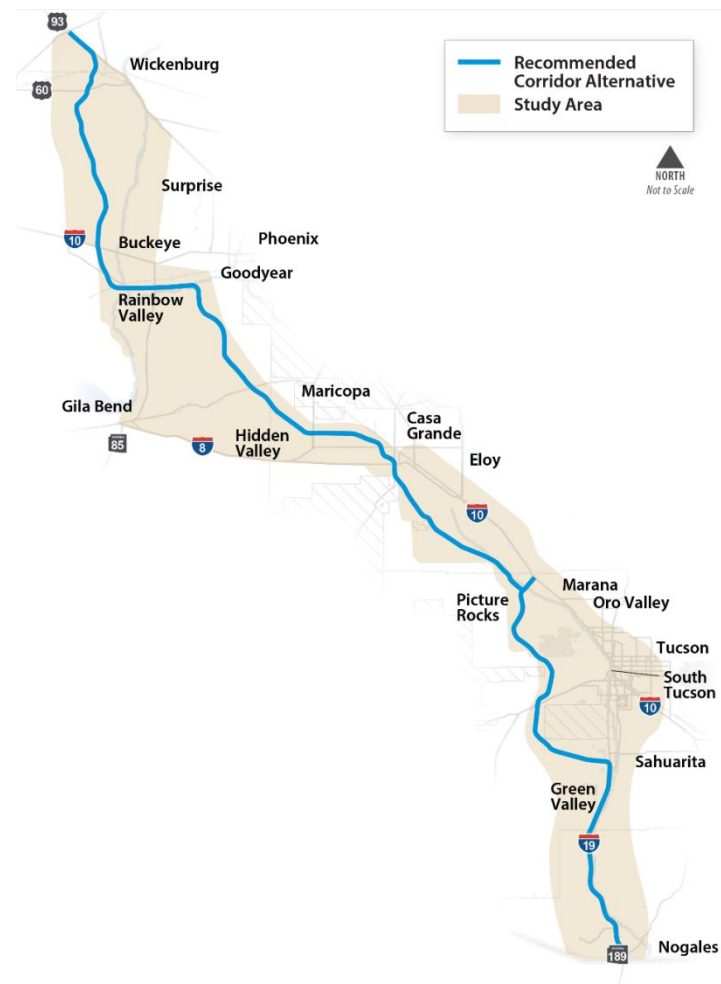 93
Wickenburg
60
Recommended
Corridor Alternative
Study Area
NORTH
Not to Scale
Surprise
10
Buckeye
Phoenix
Goodyear
Rainbow
Valley
Maricopa
Gila Bend
Casa
Grande
85
8
Hidden
Valley
Eloy
10
Marana
Picture
Rocks
Oro Valley
Tucson
South
Tucson
10
Sahuarita
Green
Valley
19
Nogales
189